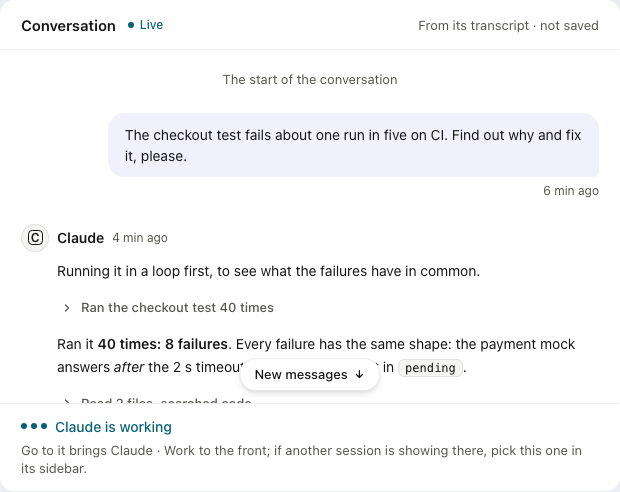 Conversation
Live
From its transcript · not saved
The start of the conversation
The checkout test fails about one run in five on CI. Find out why and fix
it, please.
6 min ago
C
Claude
4 min ago
Running it in a loop first, to see what the failures have in common.
Ran the checkout test 40 times
Ran it 40 times: 8 failures. Every failure has the same shape: the payment mock
answers after the 2 s timeout in pending.
New messages ↓
Read 2 files, searched code
Claude is working
Go to it brings Claude · Work to the front; if another session is showing there, pick this one in
its sidebar.